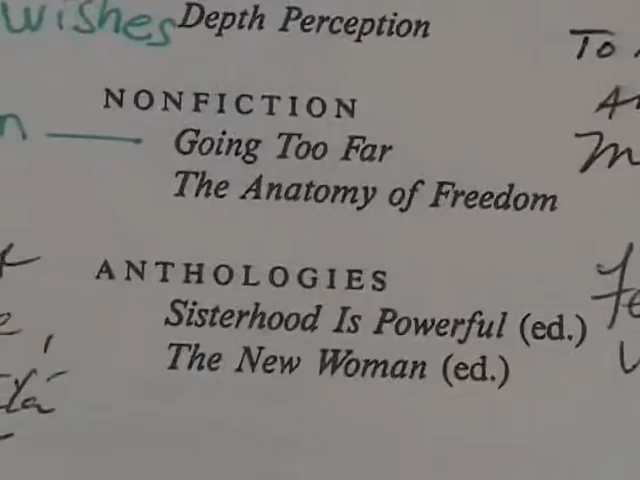 wishes Depth Perception
To
NONFICTION
Going Too Far
The Anatomy of Freedom
ANTHOLOGIES
Sisterhood Is Powerful (ed.)
The New Woman (ed.)